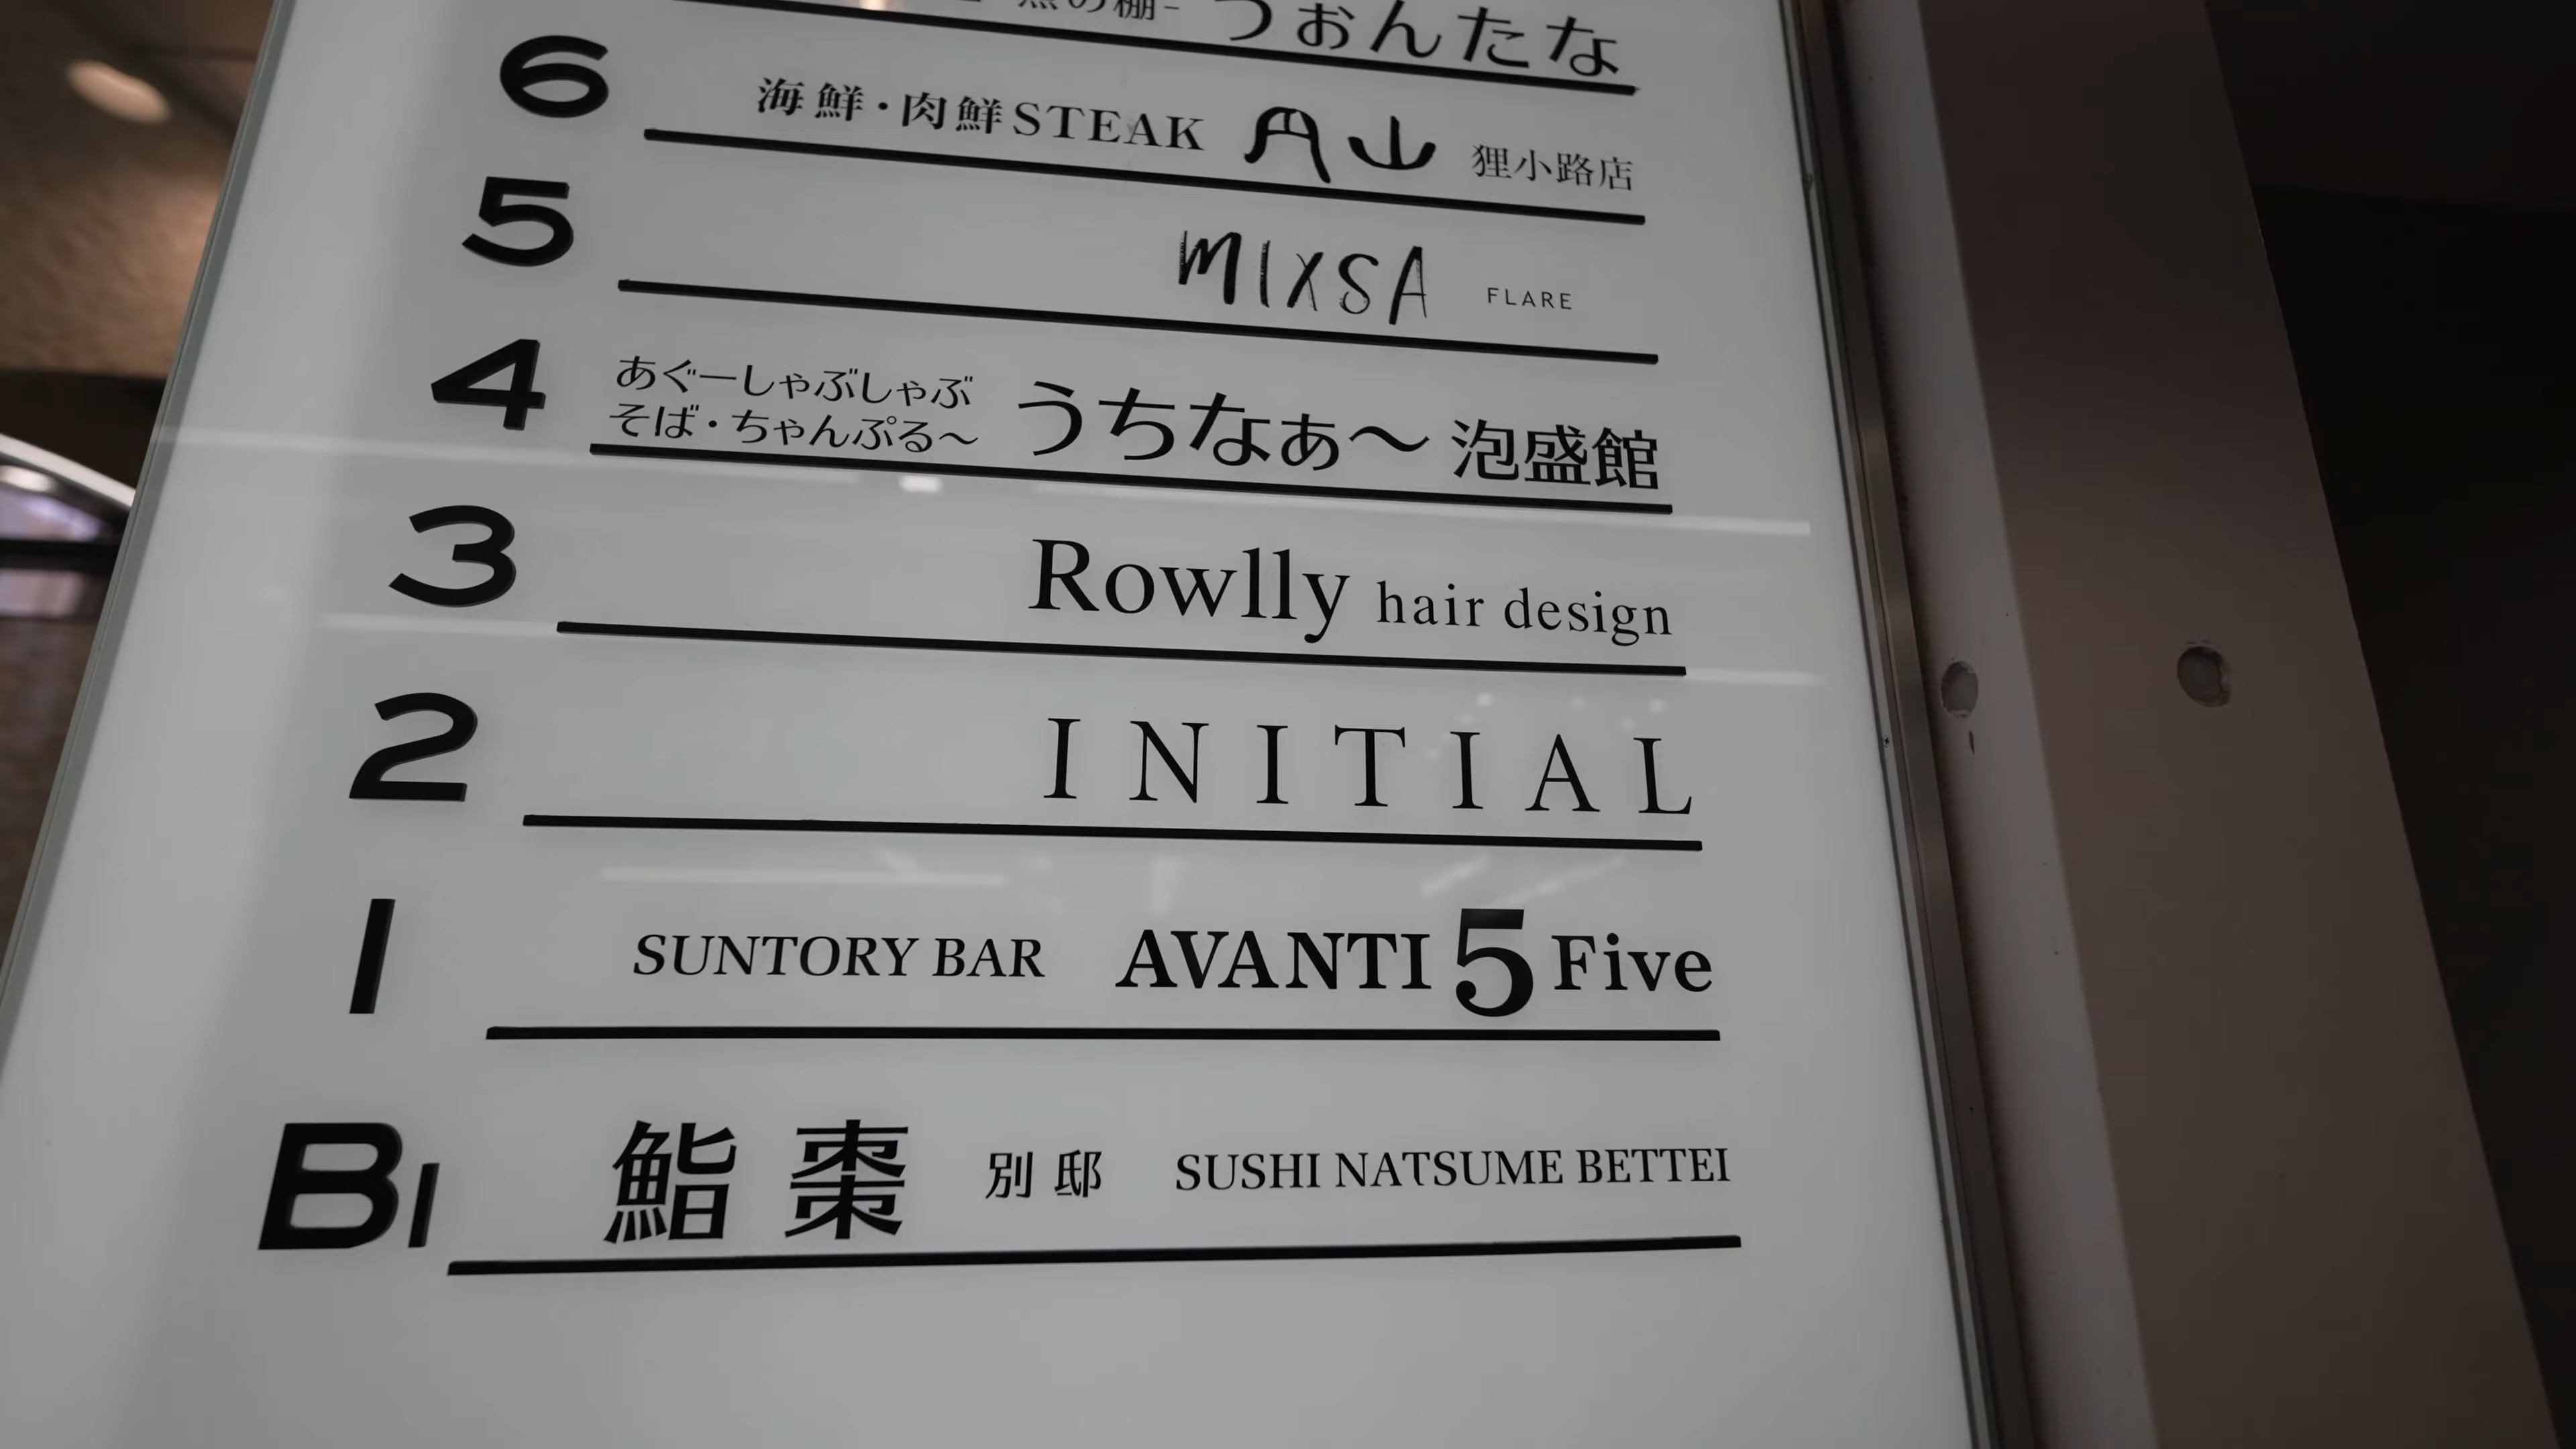 の棚- つぉんたな
6 海鮮・肉鮮STEAK 円山 狸小路店
5 MIXSA FLARE
4 あぐーしゃぶしゃぶ
そば・ちゃんぷる〜 うちなぁ〜 泡盛館
3 Rowlly hair design
2 INITIAL
1 SUNTORY BAR AVANTI 5 Five
B1 鮨 棗 別邸 SUSHI NATSUME BETTEI